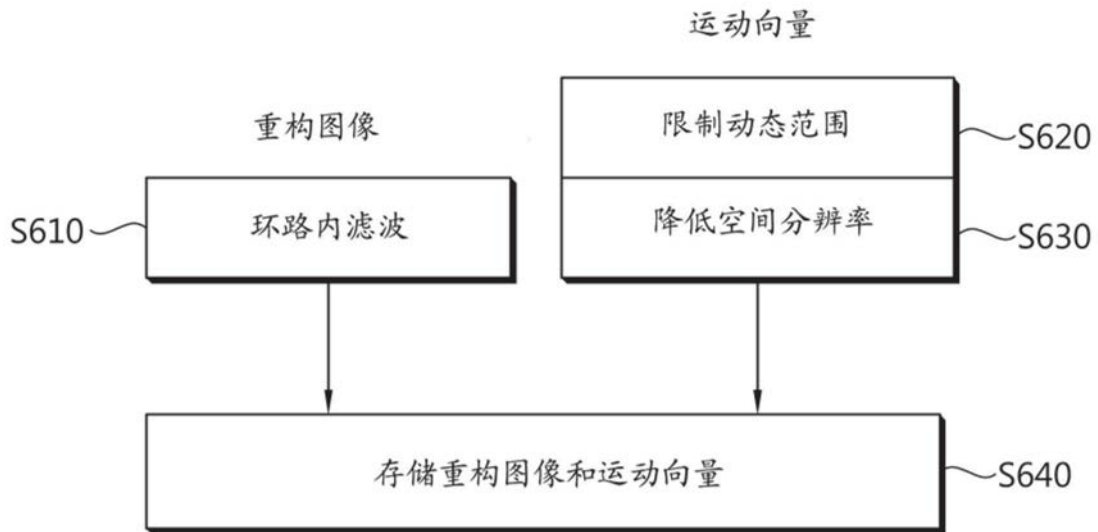 运动向量
重构图像
限制动态范围
S620
S610
环路内滤波
降低空间分辨率
S630
存储重构图像和运动向量
S640